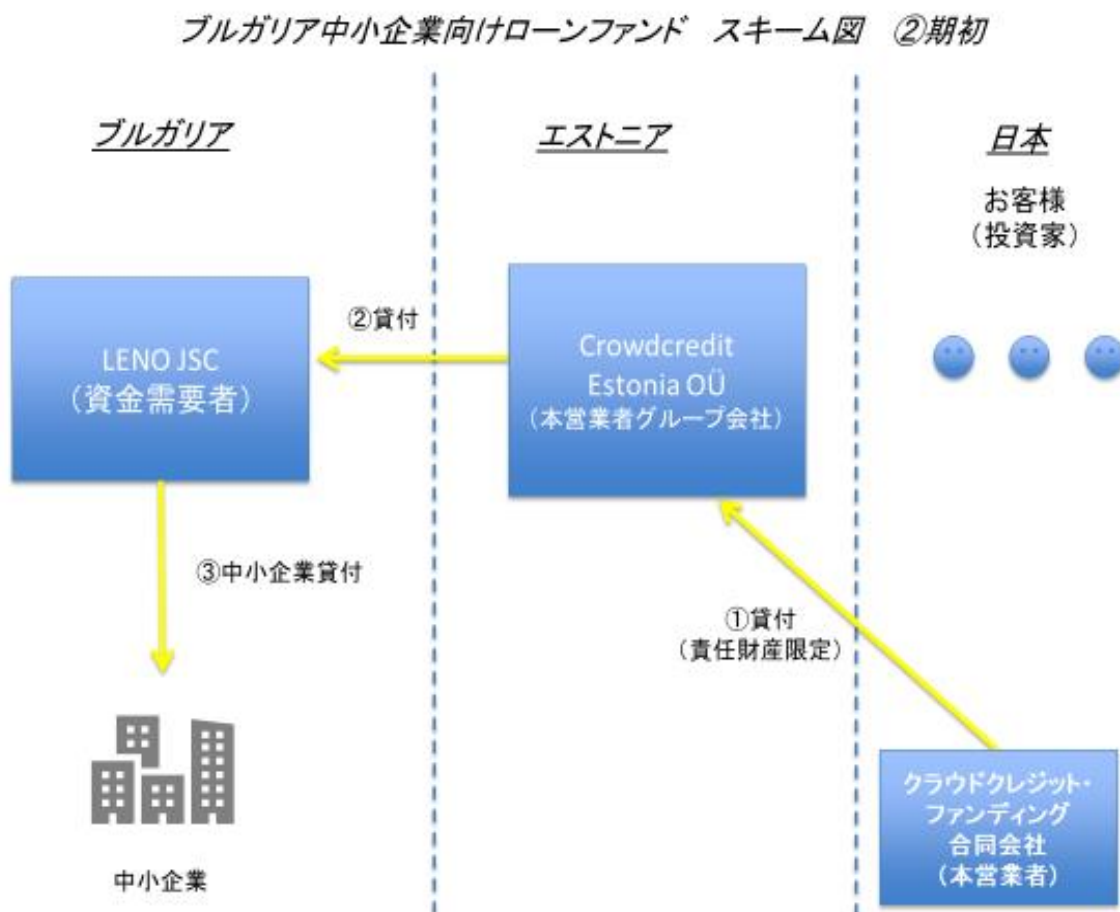 ブルガリア中小企業向けローンファンド　スキーム図　②期初
ブルガリア
エストニア
日本
お客様
（投資家）
LENO JSC
（資金需要者）
②貸付
Crowdcredit
Estonia OÜ
（本営業者グループ会社）
③中小企業貸付
①貸付
（責任財産限定）
中小企業
クラウドクレジット・
ファンディング
合同会社
（本営業者）